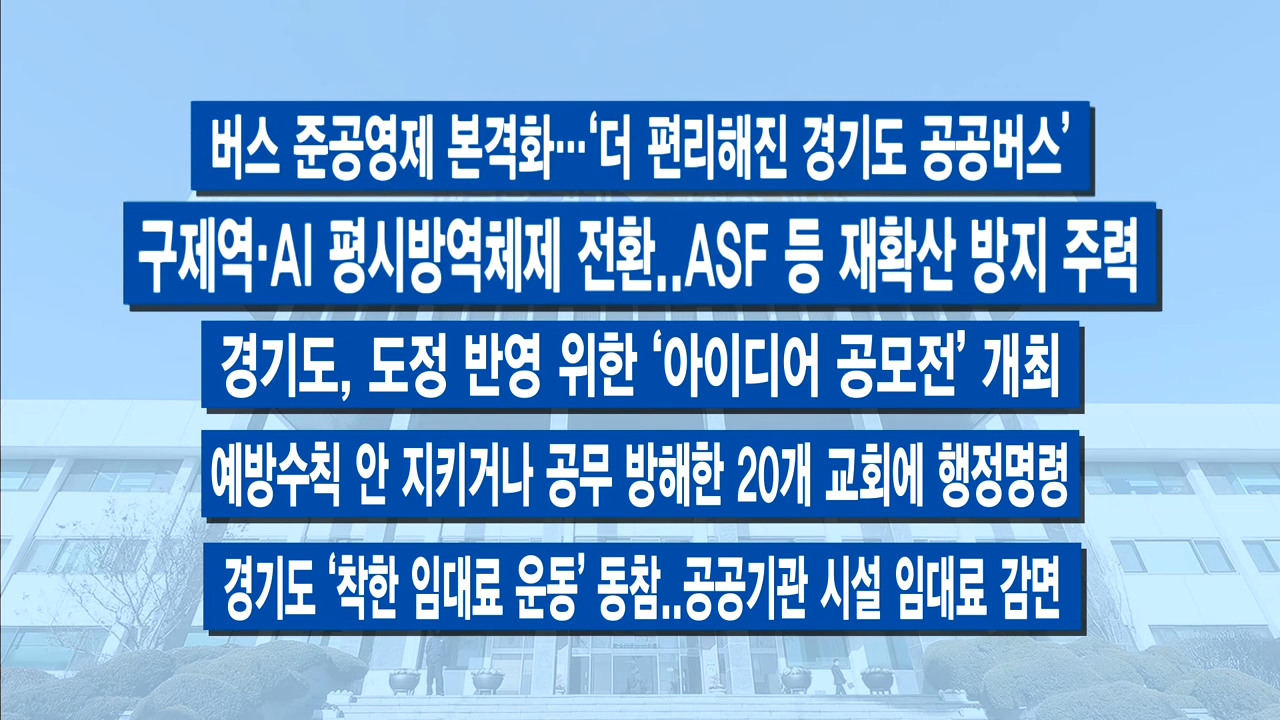 버스 준공영제 본격화…‘더 편리해진 경기도 공공버스’
구제역·AI 평시방역체제 전환..ASF 등 재확산 방지 주력
경기도, 도정 반영 위한 ‘아이디어 공모전’ 개최
예방수칙 안 지키거나 공무 방해한 20개 교회에 행정명령
경기도 ‘착한 임대료 운동’ 동참..공공기관 시설 임대료 감면